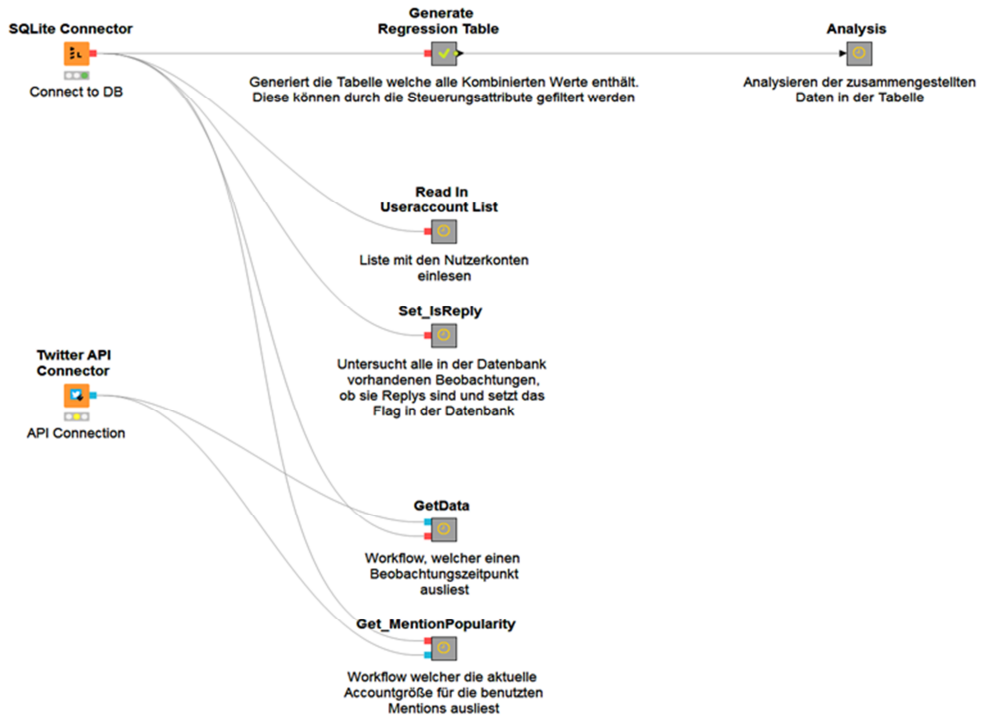 SQLite Connector
Connect to DB
Generate
Regression Table
Generiert die Tabelle welche alle Kombinierten Werte enthält.
Diese können durch die Steuerungsattribute gefiltert werden
Analysis
Analysieren der zusammengestellten
Daten in der Tabelle
Read In
Useraccount List
Liste mit den Nutzerkonten
einlesen
Set_IsReply
Untersucht alle in der Datenbank
vorhandenen Beobachtungen,
ob sie Replys sind und setzt das
Flag in der Datenbank
Twitter API
Connector
API Connection
GetData
Workflow, welcher einen
Beobachtungszeitpunkt
ausliest
Get_MentionPopularity
Workflow welcher die aktuelle
Accountgröße für die benutzten
Mentions ausliest